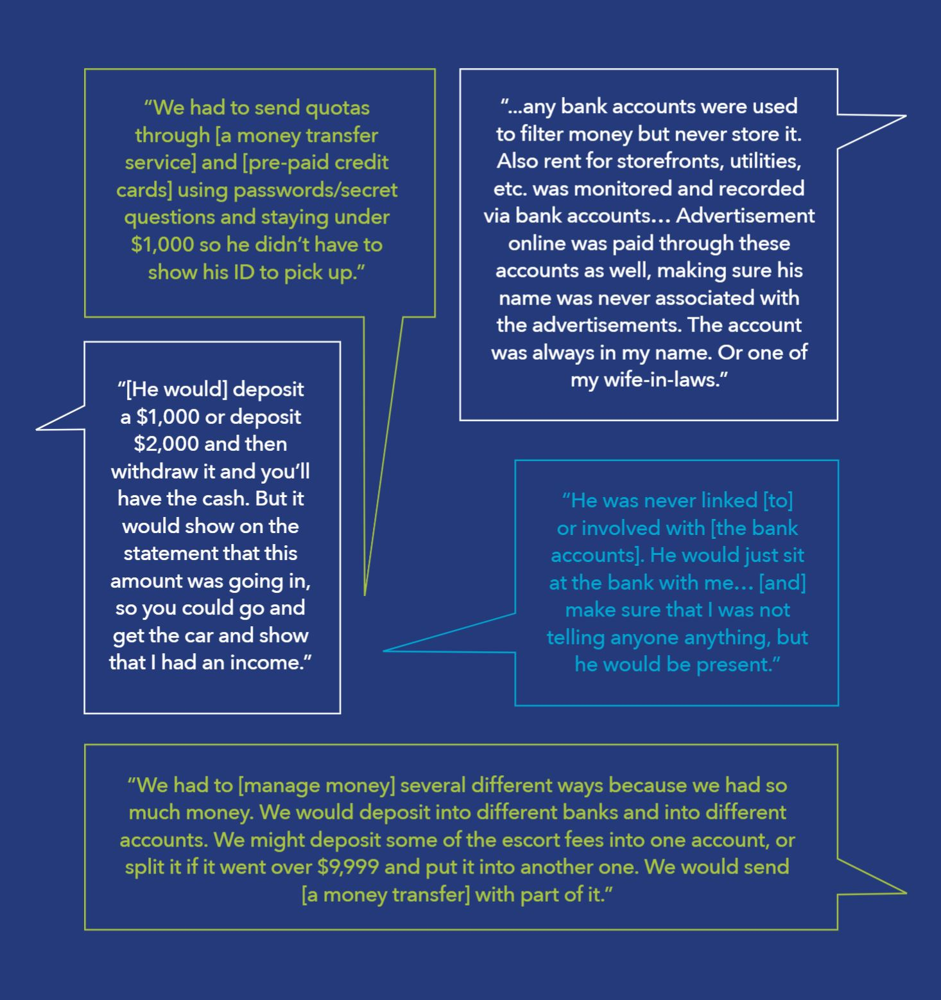 “We had to send quotas
through [a money transfer
service] and [pre-paid credit
cards] using passwords/secret
questions and staying under
$1,000 so he didn’t have to
show his ID to pick up.”
“...any bank accounts were used
to filter money but never store it.
Also rent for storefronts, utilities,
etc. was monitored and recorded
via bank accounts… Advertisement
online was paid through these
accounts as well, making sure his
name was never associated with
the advertisements. The account
was always in my name. Or one of
my wife-in-laws.”
“[He would] deposit
a $1,000 or deposit
$2,000 and then
withdraw it and you’ll
have the cash. But it
would show on the
statement that this
amount was going in,
so you could go and
get the car and show
that I had an income.”
“He was never linked [to]
or involved with [the bank
accounts]. He would just sit
at the bank with me… [and]
make sure that I was not
telling anyone anything, but
he would be present.”
“We had to [manage money] several different ways because we had so
much money. We would deposit into different banks and into different
accounts. We might deposit some of the escort fees into one account, or
split it if it went over $9,999 and put it into another one. We would send
[a money transfer] with part of it.”